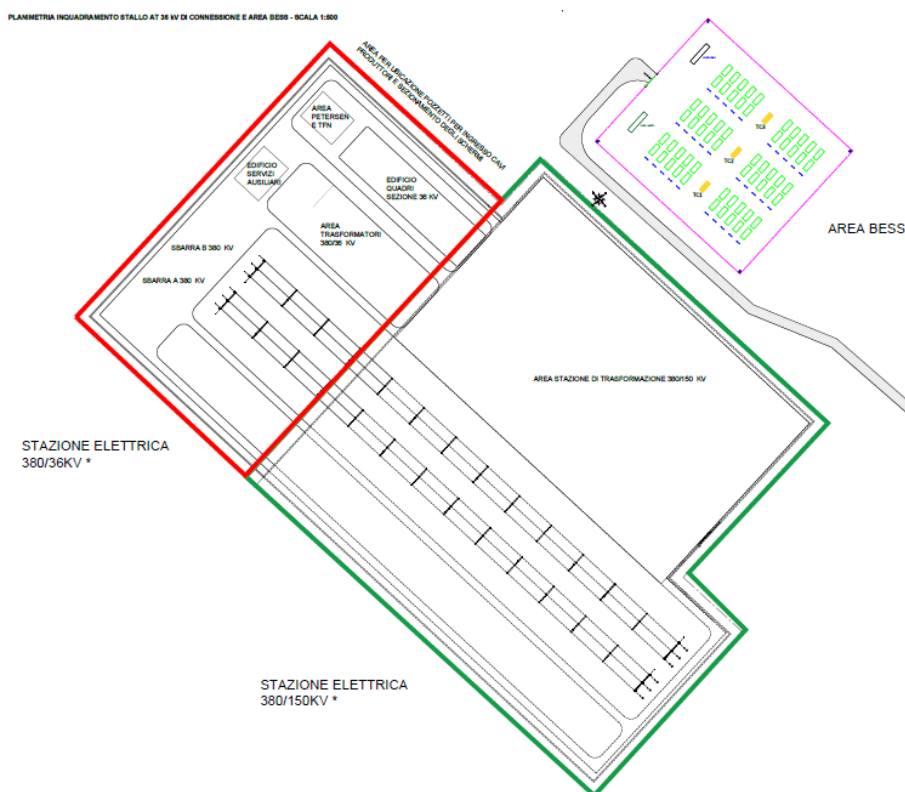 PLANIMETRIA INQUADRAMENTO STALLO AT 36 kV DI CONNESSIONE E AREA BESS - SCALA 1:500
AREA PER UBICAZIONE POZZETTI PER INGRESSO CAVI
PRODUTTORI E SEZIONAMENTO DEGLI SCHERMI
AREA
PETERSEN
E TFN
EDIFICIO
SERVIZI
AUSILIARI
EDIFICIO
QUADRI
SEZIONE 36 KV
AREA
TRASFORMATORI
380/36 KV
SBARRA B 380 KV
SBARRA A 380 KV
TC3
TC2
TC1
AREA BESS
AREA STAZIONE DI TRASFORMAZIONE 380/150 KV
STAZIONE ELETTRICA
380/36KV *
STAZIONE ELETTRICA
380/150KV *